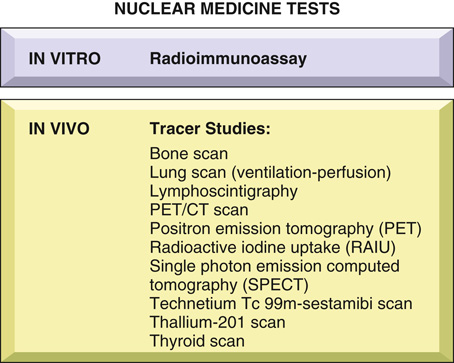 NUCLEAR MEDICINE TESTS
IN VITRO Radioimmunoassay
IN VIVO Tracer Studies:
Bone scan
Lung scan (ventilation-perfusion)
Lymphoscintigraphy
PET/CT scan
Positron emission tomography (PET)
Radioactive iodine uptake (RAIU)
Single photon emission computed
tomography (SPECT)
Technetium Tc 99m-sestamibi scan
Thallium-201 scan
Thyroid scan